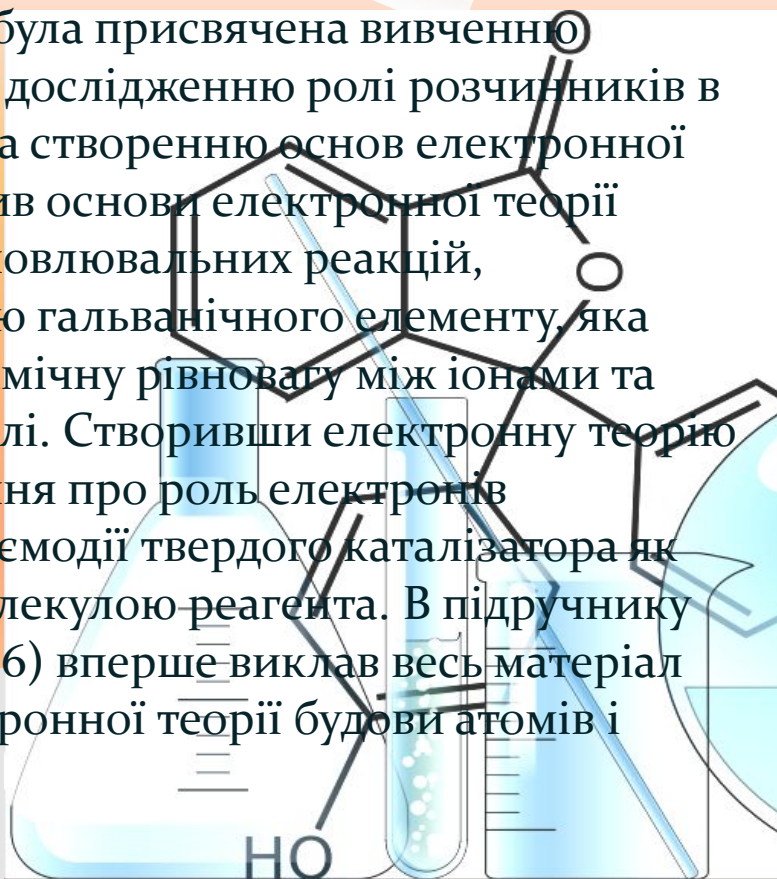 була присвячена вивченню
дослідженню ролі розчинників в
а створенню основ електронної
ив основи електронної теорії
новлювальних реакцій,
ю гальванічного елементу, яка
мічну рівновагу між іонами та
лі. Створивши електронну теорію
ня про роль електронів
ємодії твердого каталізатора як
лекулою реагента. В підручнику
6) вперше виклав весь матеріал
ронної теорії будови атомів і
O
O
HO